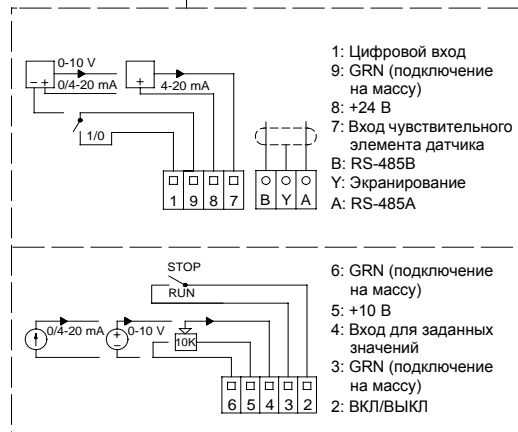 0-10 V
0/4-20 mA
4-20 mA
− +
+
1/0
1 9 8 7
B Y A
1: Цифровой вход
9: GRN (подключение
на массу)
8: +24 В
7: Вход чувствительного
элемента датчика
B: RS-485B
Y: Экранирование
A: RS-485A
STOP
RUN
0/4-20 mA
+
−
0-10 V
10K
6 5 4 3 2
6: GRN (подключение
на массу)
5: +10 В
4: Вход для заданных
значений
3: GRN (подключение
на массу)
2: ВКЛ/ВЫКЛ